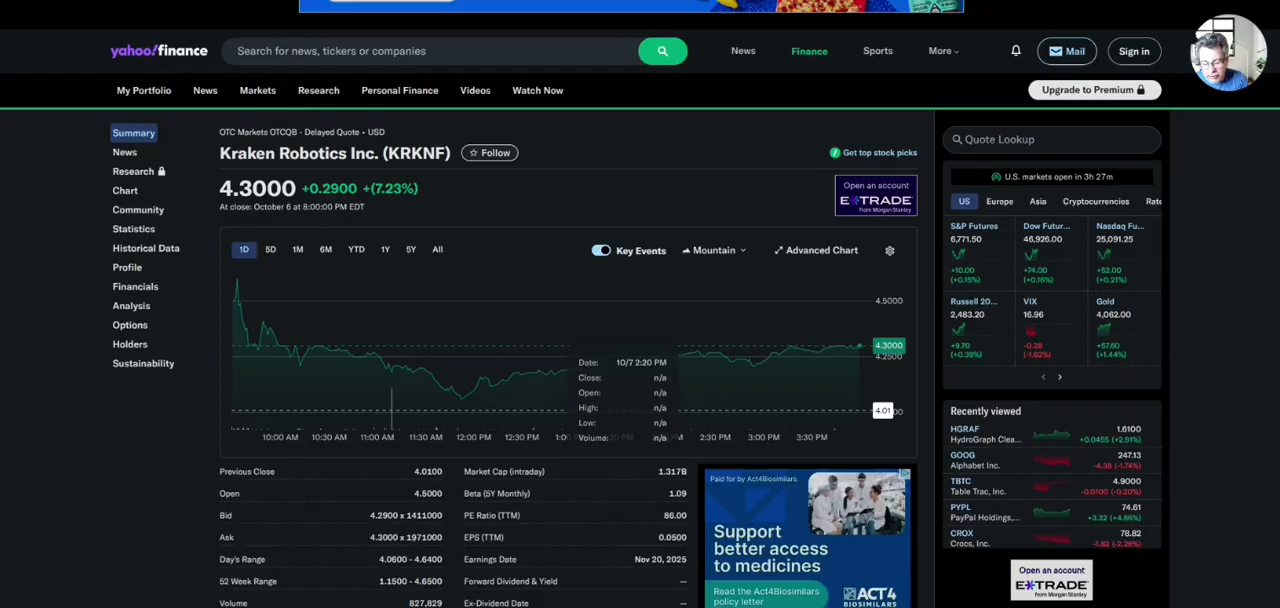 yahoo!finance
Search for news, tickers or companies
News
Finance
Sports
More
Mail
Sign in
My Portfolio
News
Markets
Research
Personal Finance
Videos
Watch Now
Upgrade to Premium
Summary
News
Research
Chart
Community
Statistics
Historical Data
Profile
Financials
Analysis
Options
Holders
Sustainability
OTC Markets OTCQB - Delayed Quote • USD
Kraken Robotics Inc. (KRKNF)
Follow
Get top stock picks
4.3000 +0.2900 +(7.23%)
At close: October 6 at 8:00:00 PM EDT
Open an account
E*TRADE
from Morgan Stanley
1D 5D 1M 6M YTD 1Y 5Y All
Key Events
Mountain
Advanced Chart
4.5000
4.3000
4.2500
4.01
Date: 10/7 2:20 PM
Close: n/a
Open: n/a
High: n/a
Low: n/a
Volume: n/a
10:00 AM 10:30 AM 11:00 AM 11:30 AM 12:00 PM 12:30 PM 2:30 PM 3:00 PM 3:30 PM
Previous Close 4.0100
Open 4.5000
Bid 4.2900 x 1411000
Ask 4.3000 x 1973000
Day's Range 4.0600 - 4.6400
52 Week Range 1.1500 - 4.6500
Volume 827,829
Market Cap (intraday) 1.317B
Beta (5Y Monthly) 1.09
PE Ratio (TTM) 86.00
EPS (TTM) 0.0500
Earnings Date Nov 20, 2025
Forward Dividend & Yield --
Ex-Dividend Date --
Paid for by Act4Biosimilars
Support
better access
to medicines
Read the Act4Biosimilars
policy letter
ACT4
BIOSIMILARS
Quote Lookup
U.S. markets open in 3h 27m
US Europe Asia Cryptocurrencies Rate
S&P Futures
6,771.50
+10.00
(+0.15%)
Dow Futur...
46,926.00
+74.00
(+0.16%)
Nasdaq Fu...
25,091.25
+52.00
(+0.21%)
Russell 20...
2,483.20
+9.70
(+0.39%)
VIX
16.96
-0.28
(-1.62%)
Gold
4,062.00
+57.60
(+1.44%)
Recently viewed
HGRAF 1.6100
HydroGraph Clea... +0.0455 (+2.91%)
GOOG 247.13
Alphabet Inc. -4.38 (-1.74%)
TBTC 4.9000
Table Trac, Inc. -0.0100 (-0.20%)
PYPL 74.61
PayPal Holdings,... +3.32 (+4.66%)
CROX 78.82
Crocs, Inc. -1.82 (-2.26%)
Open an account
E*TRADE
from Morgan Stanley